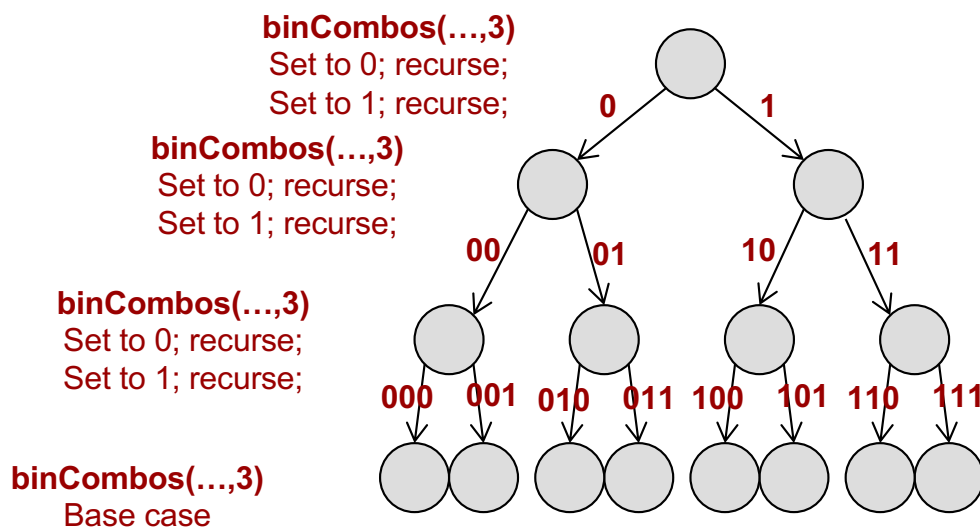 binCombos(…,3)
Set to 0; recurse;
Set to 1; recurse;
0
1
binCombos(…,3)
Set to 0; recurse;
Set to 1; recurse;
00
01
10
11
binCombos(…,3)
Set to 0; recurse;
Set to 1; recurse;
000
001
010
011
100
101
110
111
binCombos(…,3)
Base case